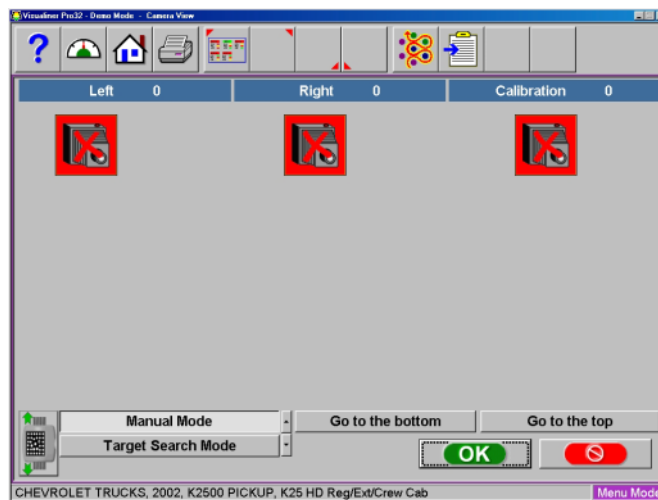 Visualiner Pro32 - Demo Mode - Camera View
Left 0 Right 0 Calibration 0
Manual Mode Go to the bottom Go to the top
Target Search Mode
OK
CHEVROLET TRUCKS, 2002, K2500 PICKUP, K25 HD Reg/Ext/Crew Cab Menu Mode